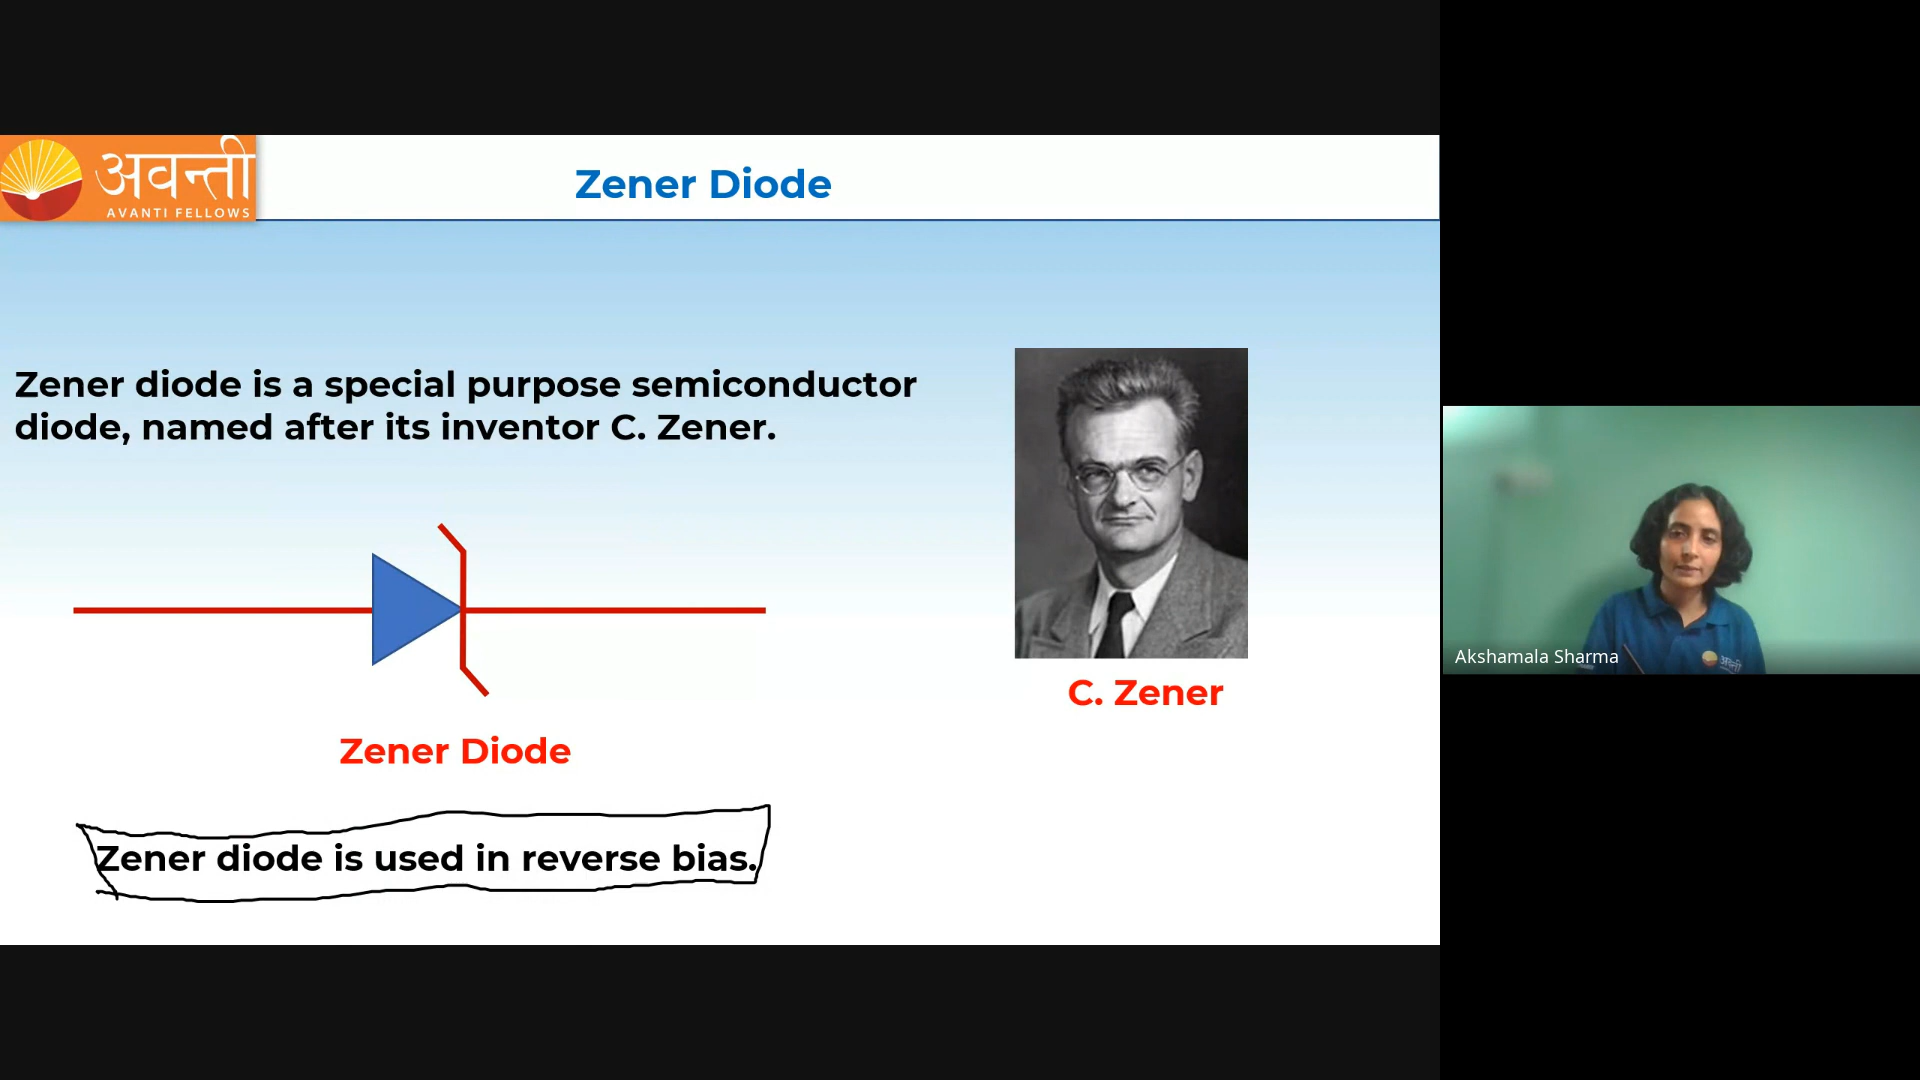 अवन्ती
AVANTI FELLOWS
Zener Diode
Zener diode is a special purpose semiconductor
diode, named after its inventor C. Zener.
C. Zener
Zener Diode
Zener diode is used in reverse bias.
Akshamala Sharma
अवन्ती